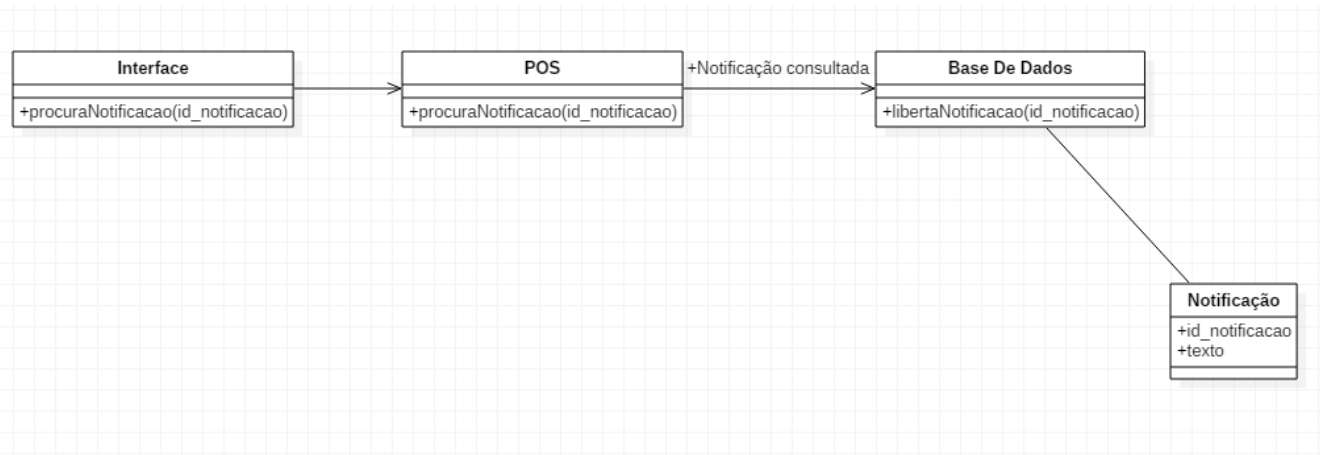 Interface
+procuraNotificacao(id_notificacao)
POS
+procuraNotificacao(id_notificacao)
+Notificação consultada
Base De Dados
+libertaNotificacao(id_notificacao)
Notificação
+id_notificacao
+texto